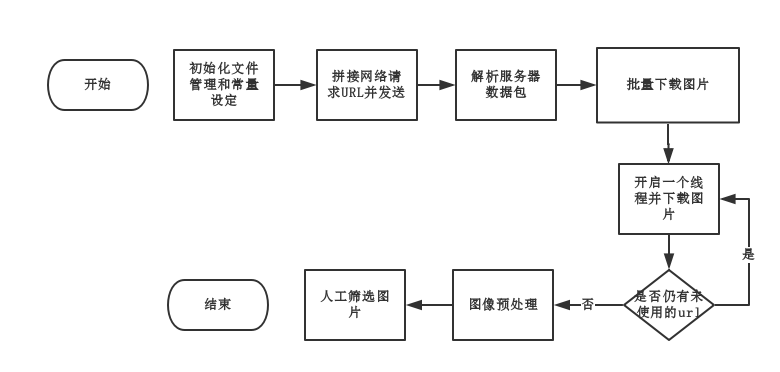 开始
初始化文件
管理和常量
设定
拼接网络请
求URL并发送
解析服务器
数据包
批量下载图片
开启一个线
程并下载图
片
是
是否仍有未
使用的url
否
图像预处理
人工筛选图
片
结束